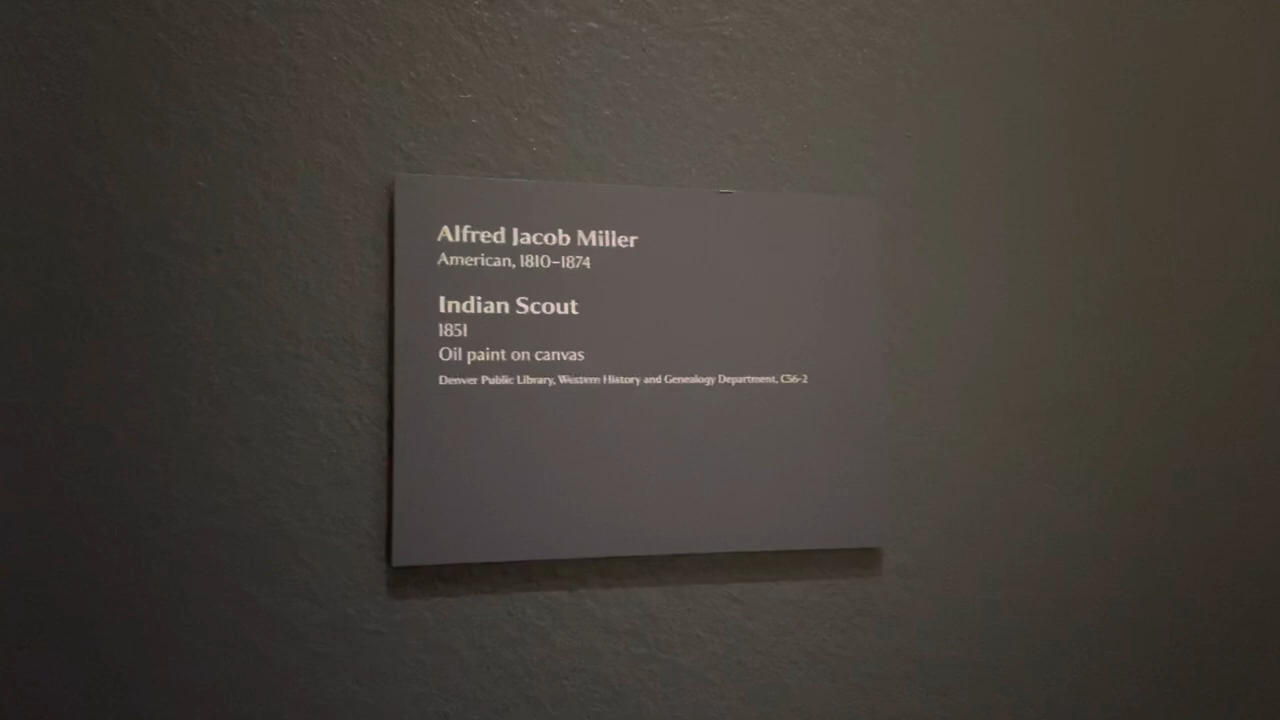 Alfred Jacob Miller
American, 1810–1874
Indian Scout
1851
Oil paint on canvas
Denver Public Library, Western History and Genealogy Department, C56-2